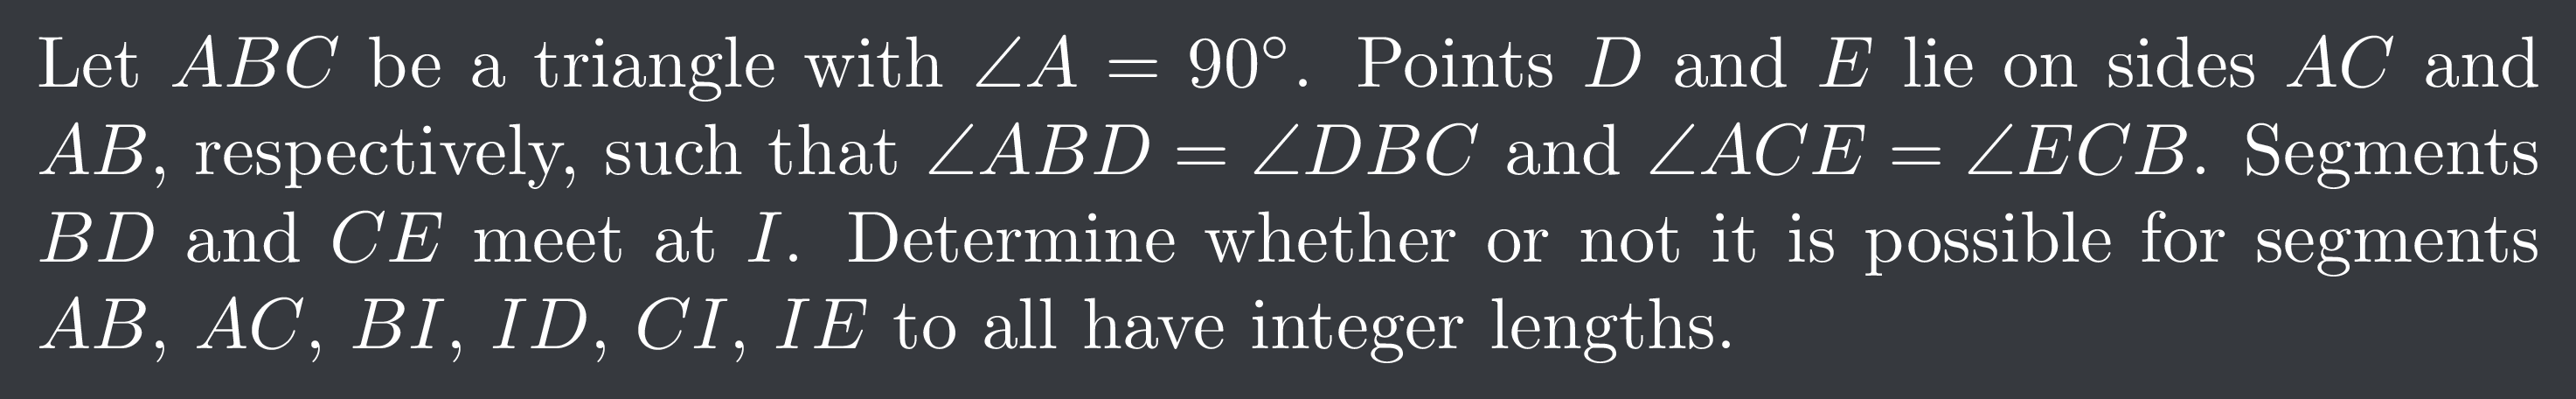 Let ABC be a triangle with ∠A = 90°. Points D and E lie on sides AC and
AB, respectively, such that ∠ABD = ∠DBC and ∠ACE = ∠ECB. Segments
BD and CE meet at I. Determine whether or not it is possible for segments
AB, AC, BI, ID, CI, IE to all have integer lengths.